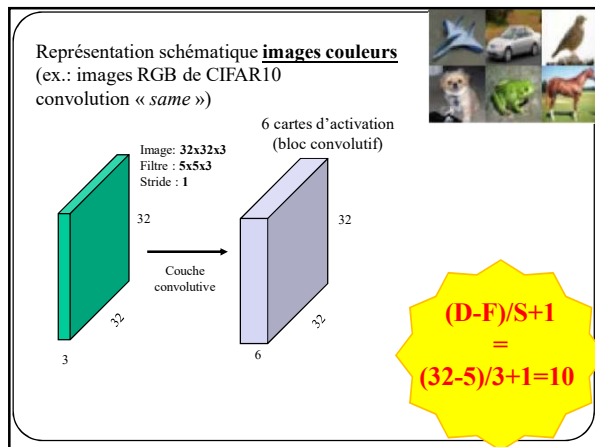 Représentation schématique images couleurs
(ex.: images RGB de CIFAR10
convolution « same »)
6 cartes d'activation
(bloc convolutif)
Image: 32x32x3
Filtre : 5x5x3
Stride : 1
32
32
Couche
convolutive
32
32
3
6
(D-F)/S+1
=
(32-5)/3+1=10